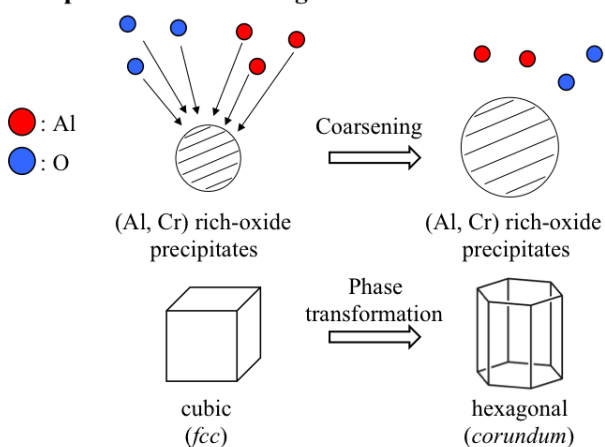 : Al
: O
Coarsening
(Al, Cr) rich-oxide
precipitates
(Al, Cr) rich-oxide
precipitates
Phase
transformation
cubic
(fcc)
hexagonal
(corundum)